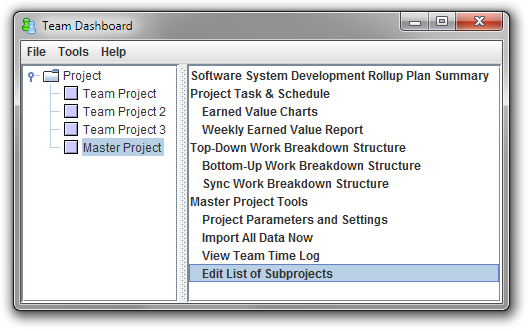 Team Dashboard
File Tools Help
Project
Team Project
Team Project 2
Team Project 3
Master Project
Software System Development Rollup Plan Summary
Project Task & Schedule
Earned Value Charts
Weekly Earned Value Report
Top-Down Work Breakdown Structure
Bottom-Up Work Breakdown Structure
Sync Work Breakdown Structure
Master Project Tools
Project Parameters and Settings
Import All Data Now
View Team Time Log
Edit List of Subprojects